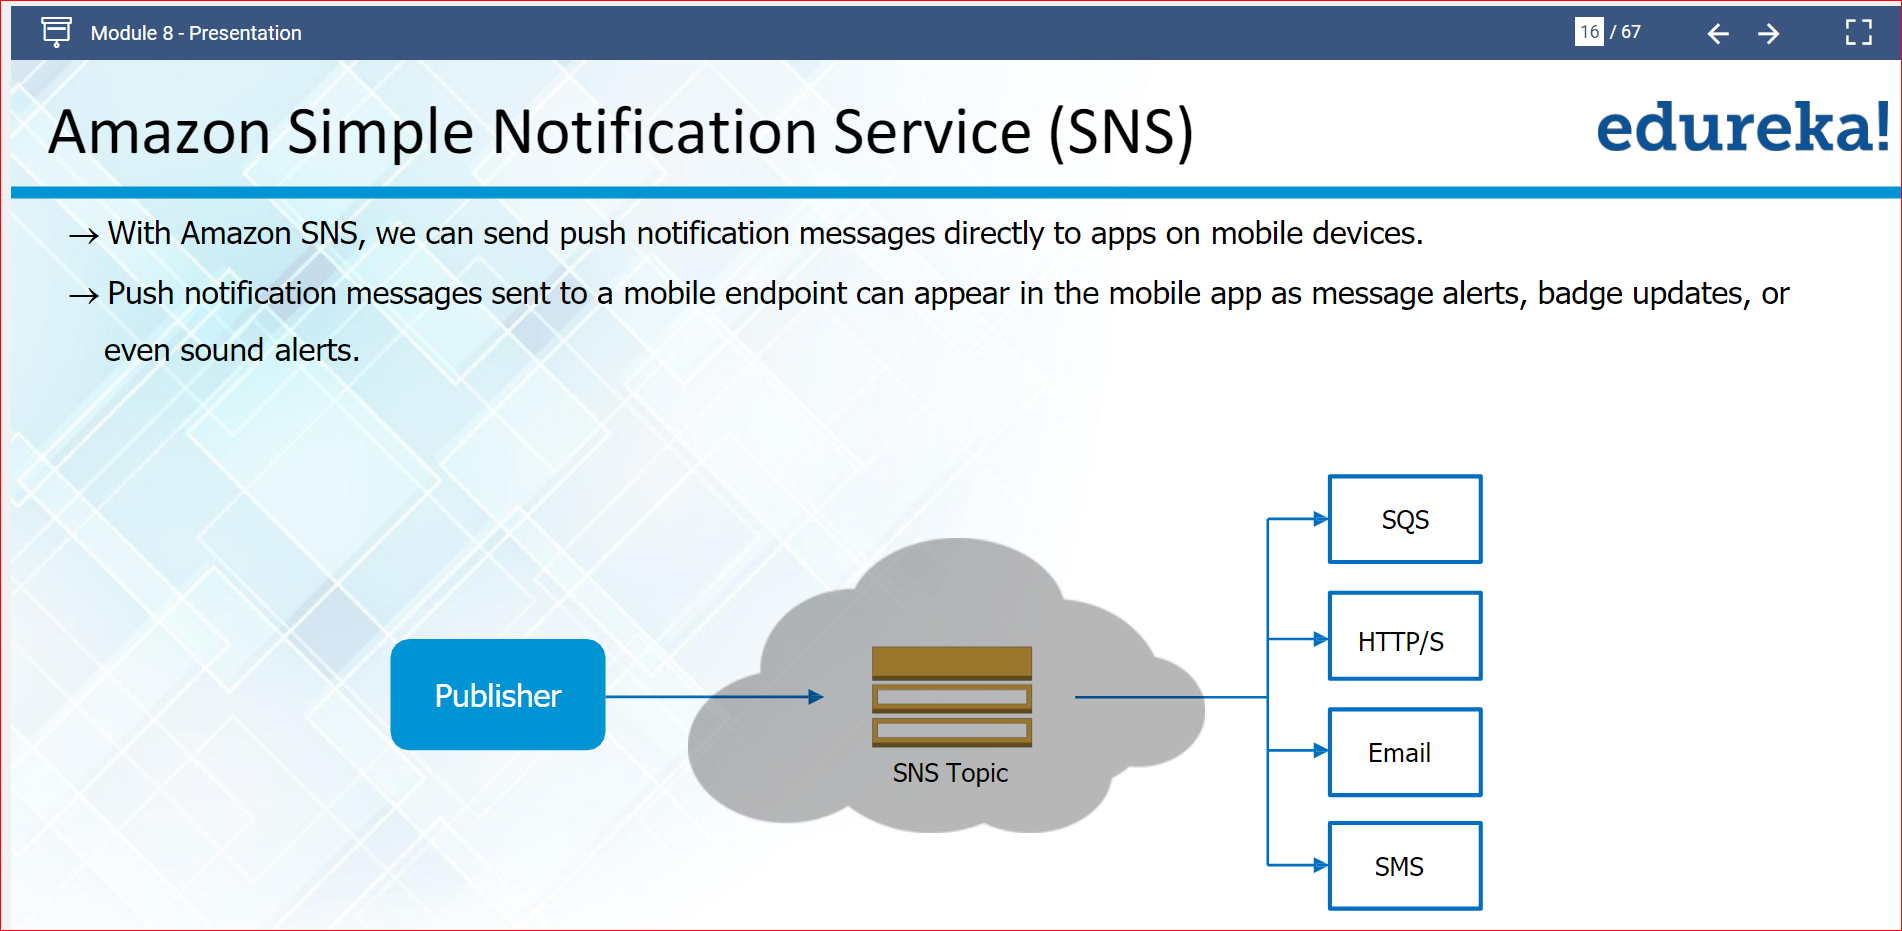 Module 8 - Presentation
16 / 67
Amazon Simple Notification Service (SNS)
edureka!
→ With Amazon SNS, we can send push notification messages directly to apps on mobile devices.
→ Push notification messages sent to a mobile endpoint can appear in the mobile app as message alerts, badge updates, or
even sound alerts.
SQS
HTTP/S
Publisher
Email
SNS Topic
SMS